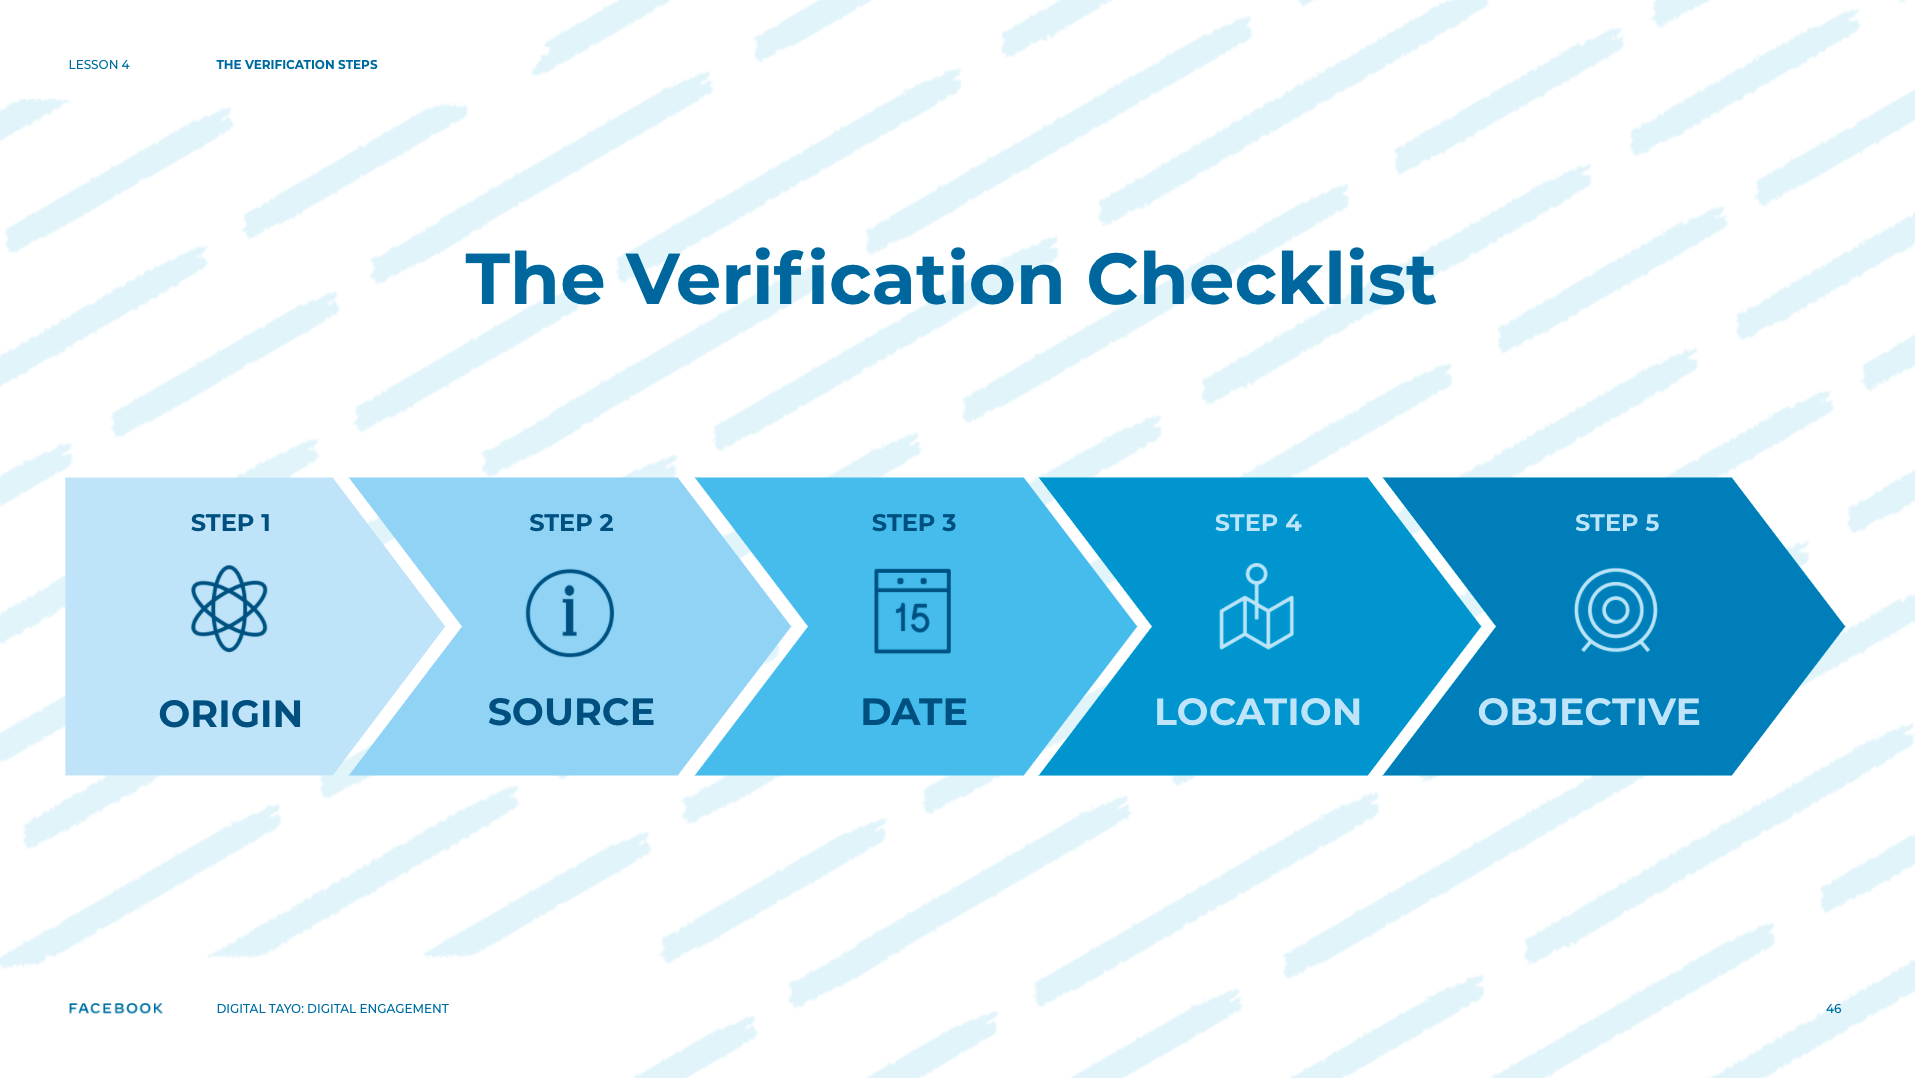 LESSON 4
THE VERIFICATION STEPS
The Verification Checklist
STEP 1
ORIGIN
STEP 2
i
SOURCE
STEP 3
15
DATE
STEP 4
LOCATION
STEP 5
OBJECTIVE
FACEBOOK
DIGITAL TAYO: DIGITAL ENGAGEMENT
46